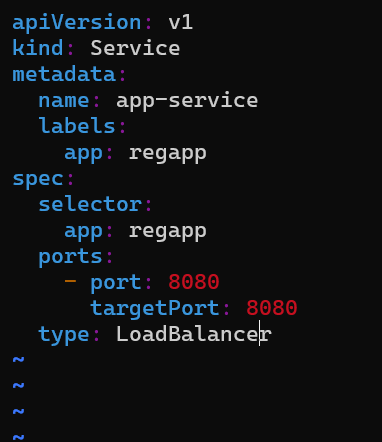 apiVersion: v1
kind: Service
metadata:
  name: app-service
  labels:
    app: regapp
spec:
  selector:
    app: regapp
  ports:
    - port: 8080
      targetPort: 8080
  type: LoadBalancer
~
~
~
~